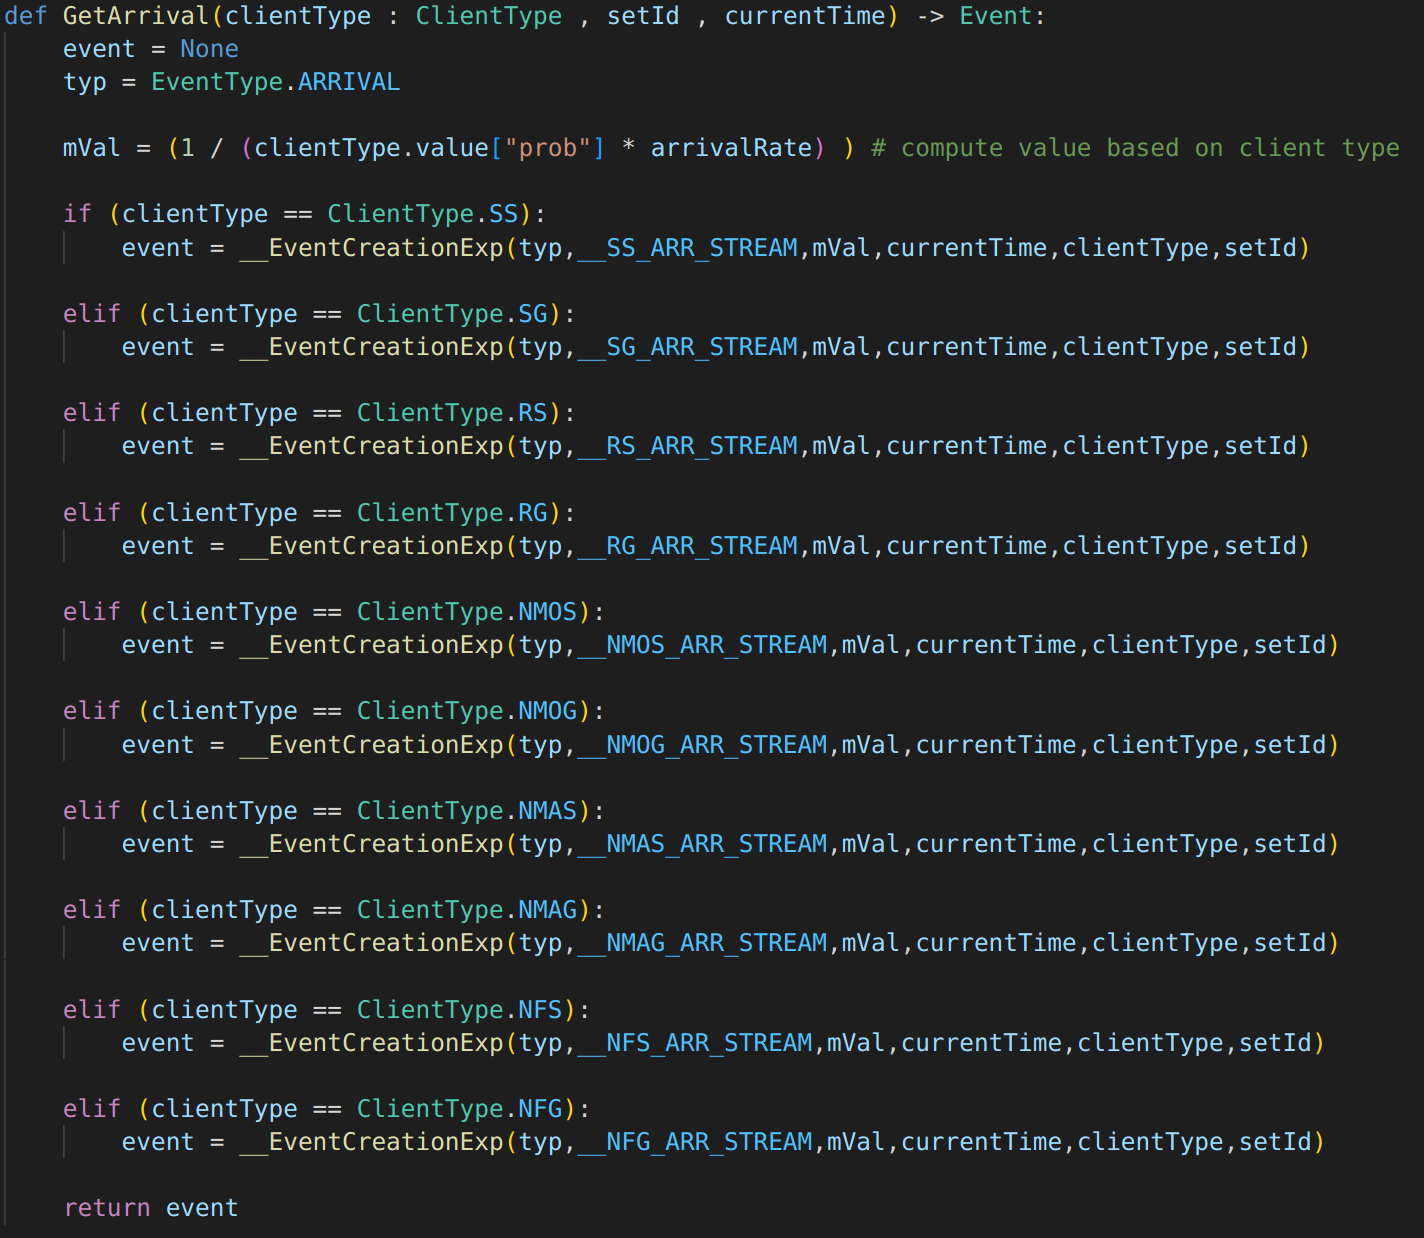 def GetArrival(clientType : ClientType , setId , currentTime) -> Event:
    event = None
    typ = EventType.ARRIVAL

    mVal = (1 / (clientType.value["prob"] * arrivalRate) ) # compute value based on client type

    if (clientType == ClientType.SS):
        event = __EventCreationExp(typ,__SS_ARR_STREAM,mVal,currentTime,clientType,setId)

    elif (clientType == ClientType.SG):
        event = __EventCreationExp(typ,__SG_ARR_STREAM,mVal,currentTime,clientType,setId)

    elif (clientType == ClientType.RS):
        event = __EventCreationExp(typ,__RS_ARR_STREAM,mVal,currentTime,clientType,setId)

    elif (clientType == ClientType.RG):
        event = __EventCreationExp(typ,__RG_ARR_STREAM,mVal,currentTime,clientType,setId)

    elif (clientType == ClientType.NMOS):
        event = __EventCreationExp(typ,__NMOS_ARR_STREAM,mVal,currentTime,clientType,setId)

    elif (clientType == ClientType.NMOG):
        event = __EventCreationExp(typ,__NMOG_ARR_STREAM,mVal,currentTime,clientType,setId)

    elif (clientType == ClientType.NMAS):
        event = __EventCreationExp(typ,__NMAS_ARR_STREAM,mVal,currentTime,clientType,setId)

    elif (clientType == ClientType.NMAG):
        event = __EventCreationExp(typ,__NMAG_ARR_STREAM,mVal,currentTime,clientType,setId)

    elif (clientType == ClientType.NFS):
        event = __EventCreationExp(typ,__NFS_ARR_STREAM,mVal,currentTime,clientType,setId)

    elif (clientType == ClientType.NFG):
        event = __EventCreationExp(typ,__NFG_ARR_STREAM,mVal,currentTime,clientType,setId)

    return event